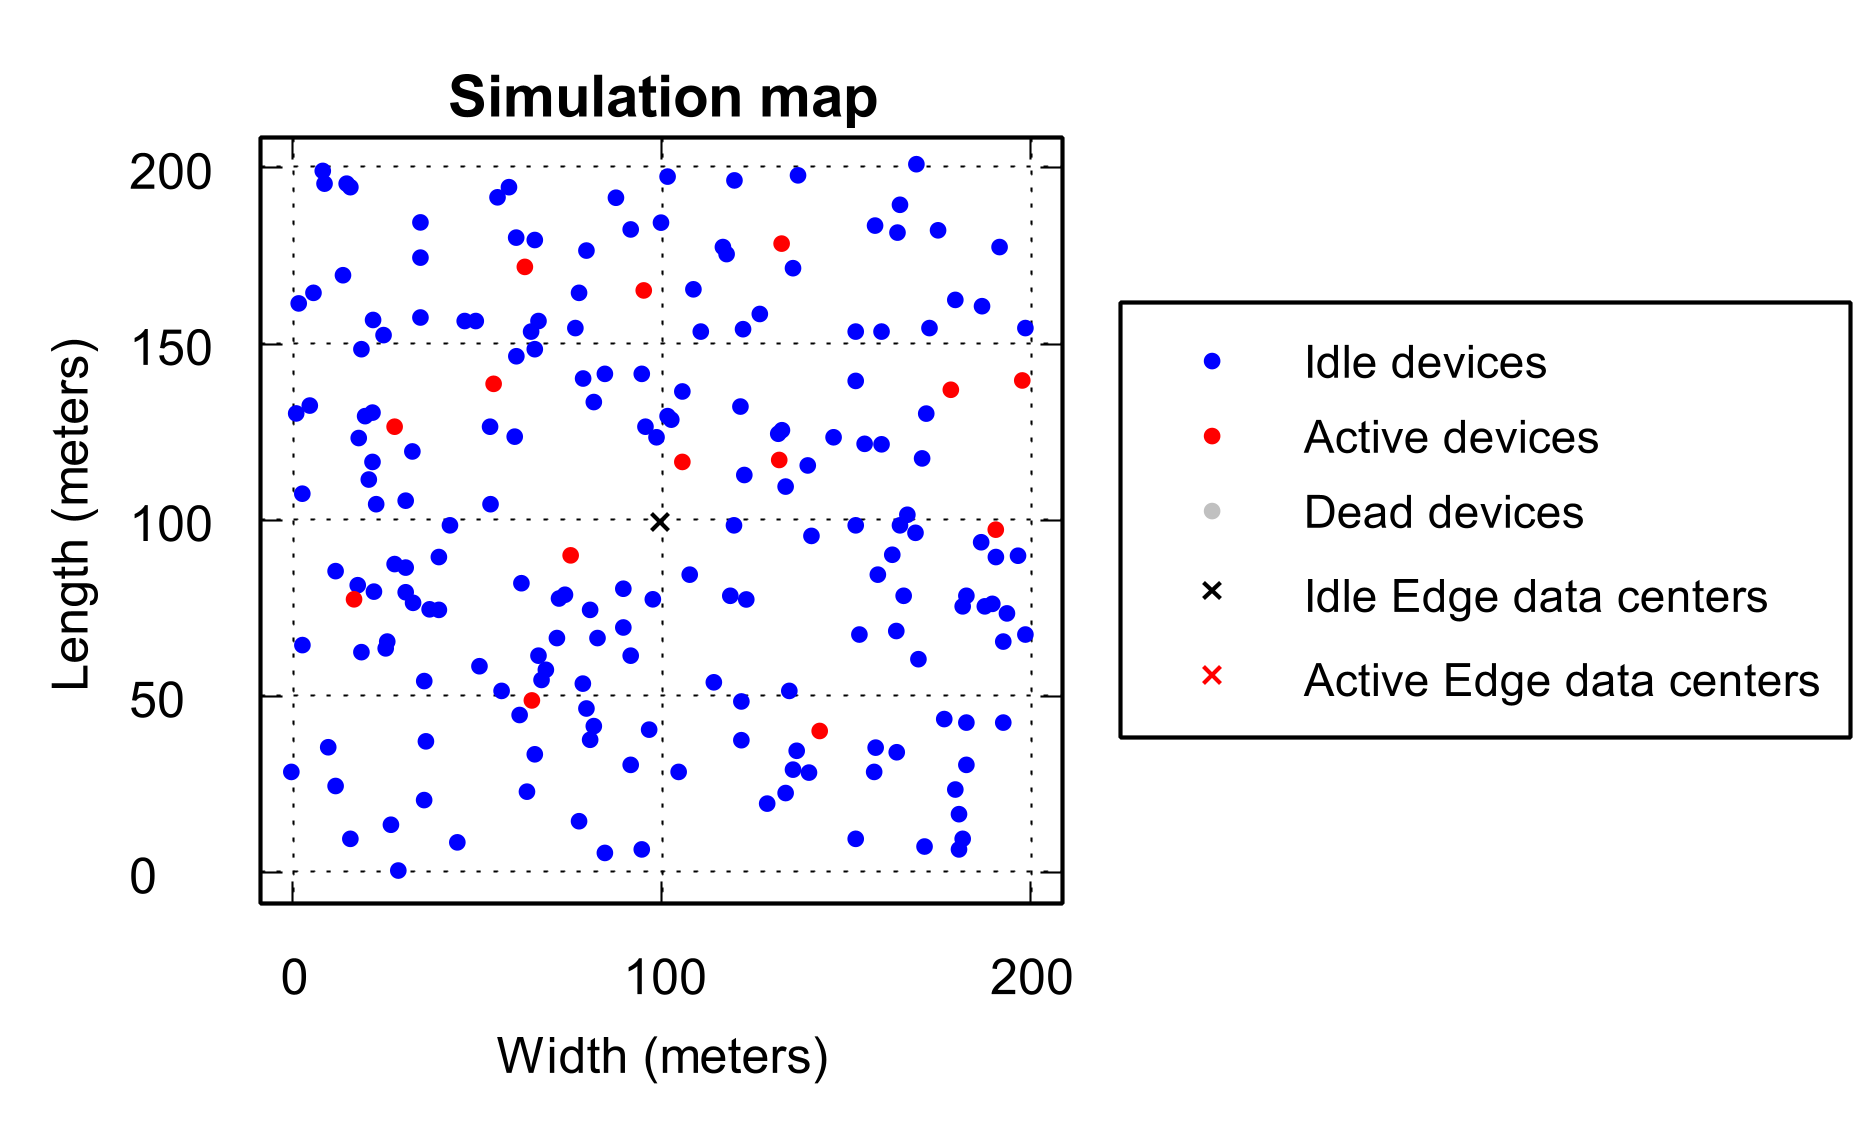 Simulation map
200
150
100
50
0
Length (meters)
0 100 200
Width (meters)
Idle devices
Active devices
Dead devices
Idle Edge data centers
Active Edge data centers